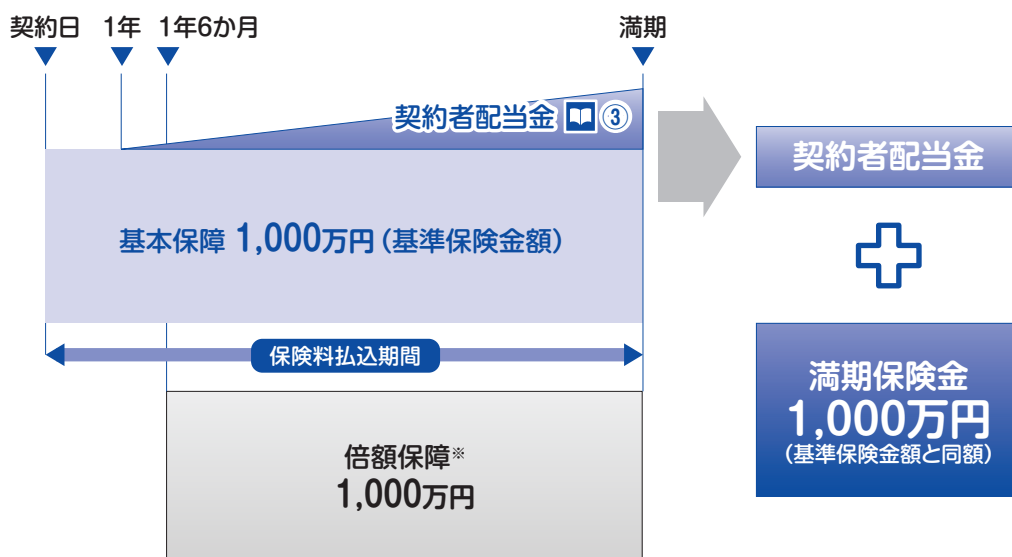 契約日 1年 1年6か月 満期
契約者配当金 ③
基本保障 1,000万円(基準保険金額)
保険料払込期間
倍額保障※
1,000万円
契約者配当金
満期保険金
1,000万円
(基準保険金額と同額)